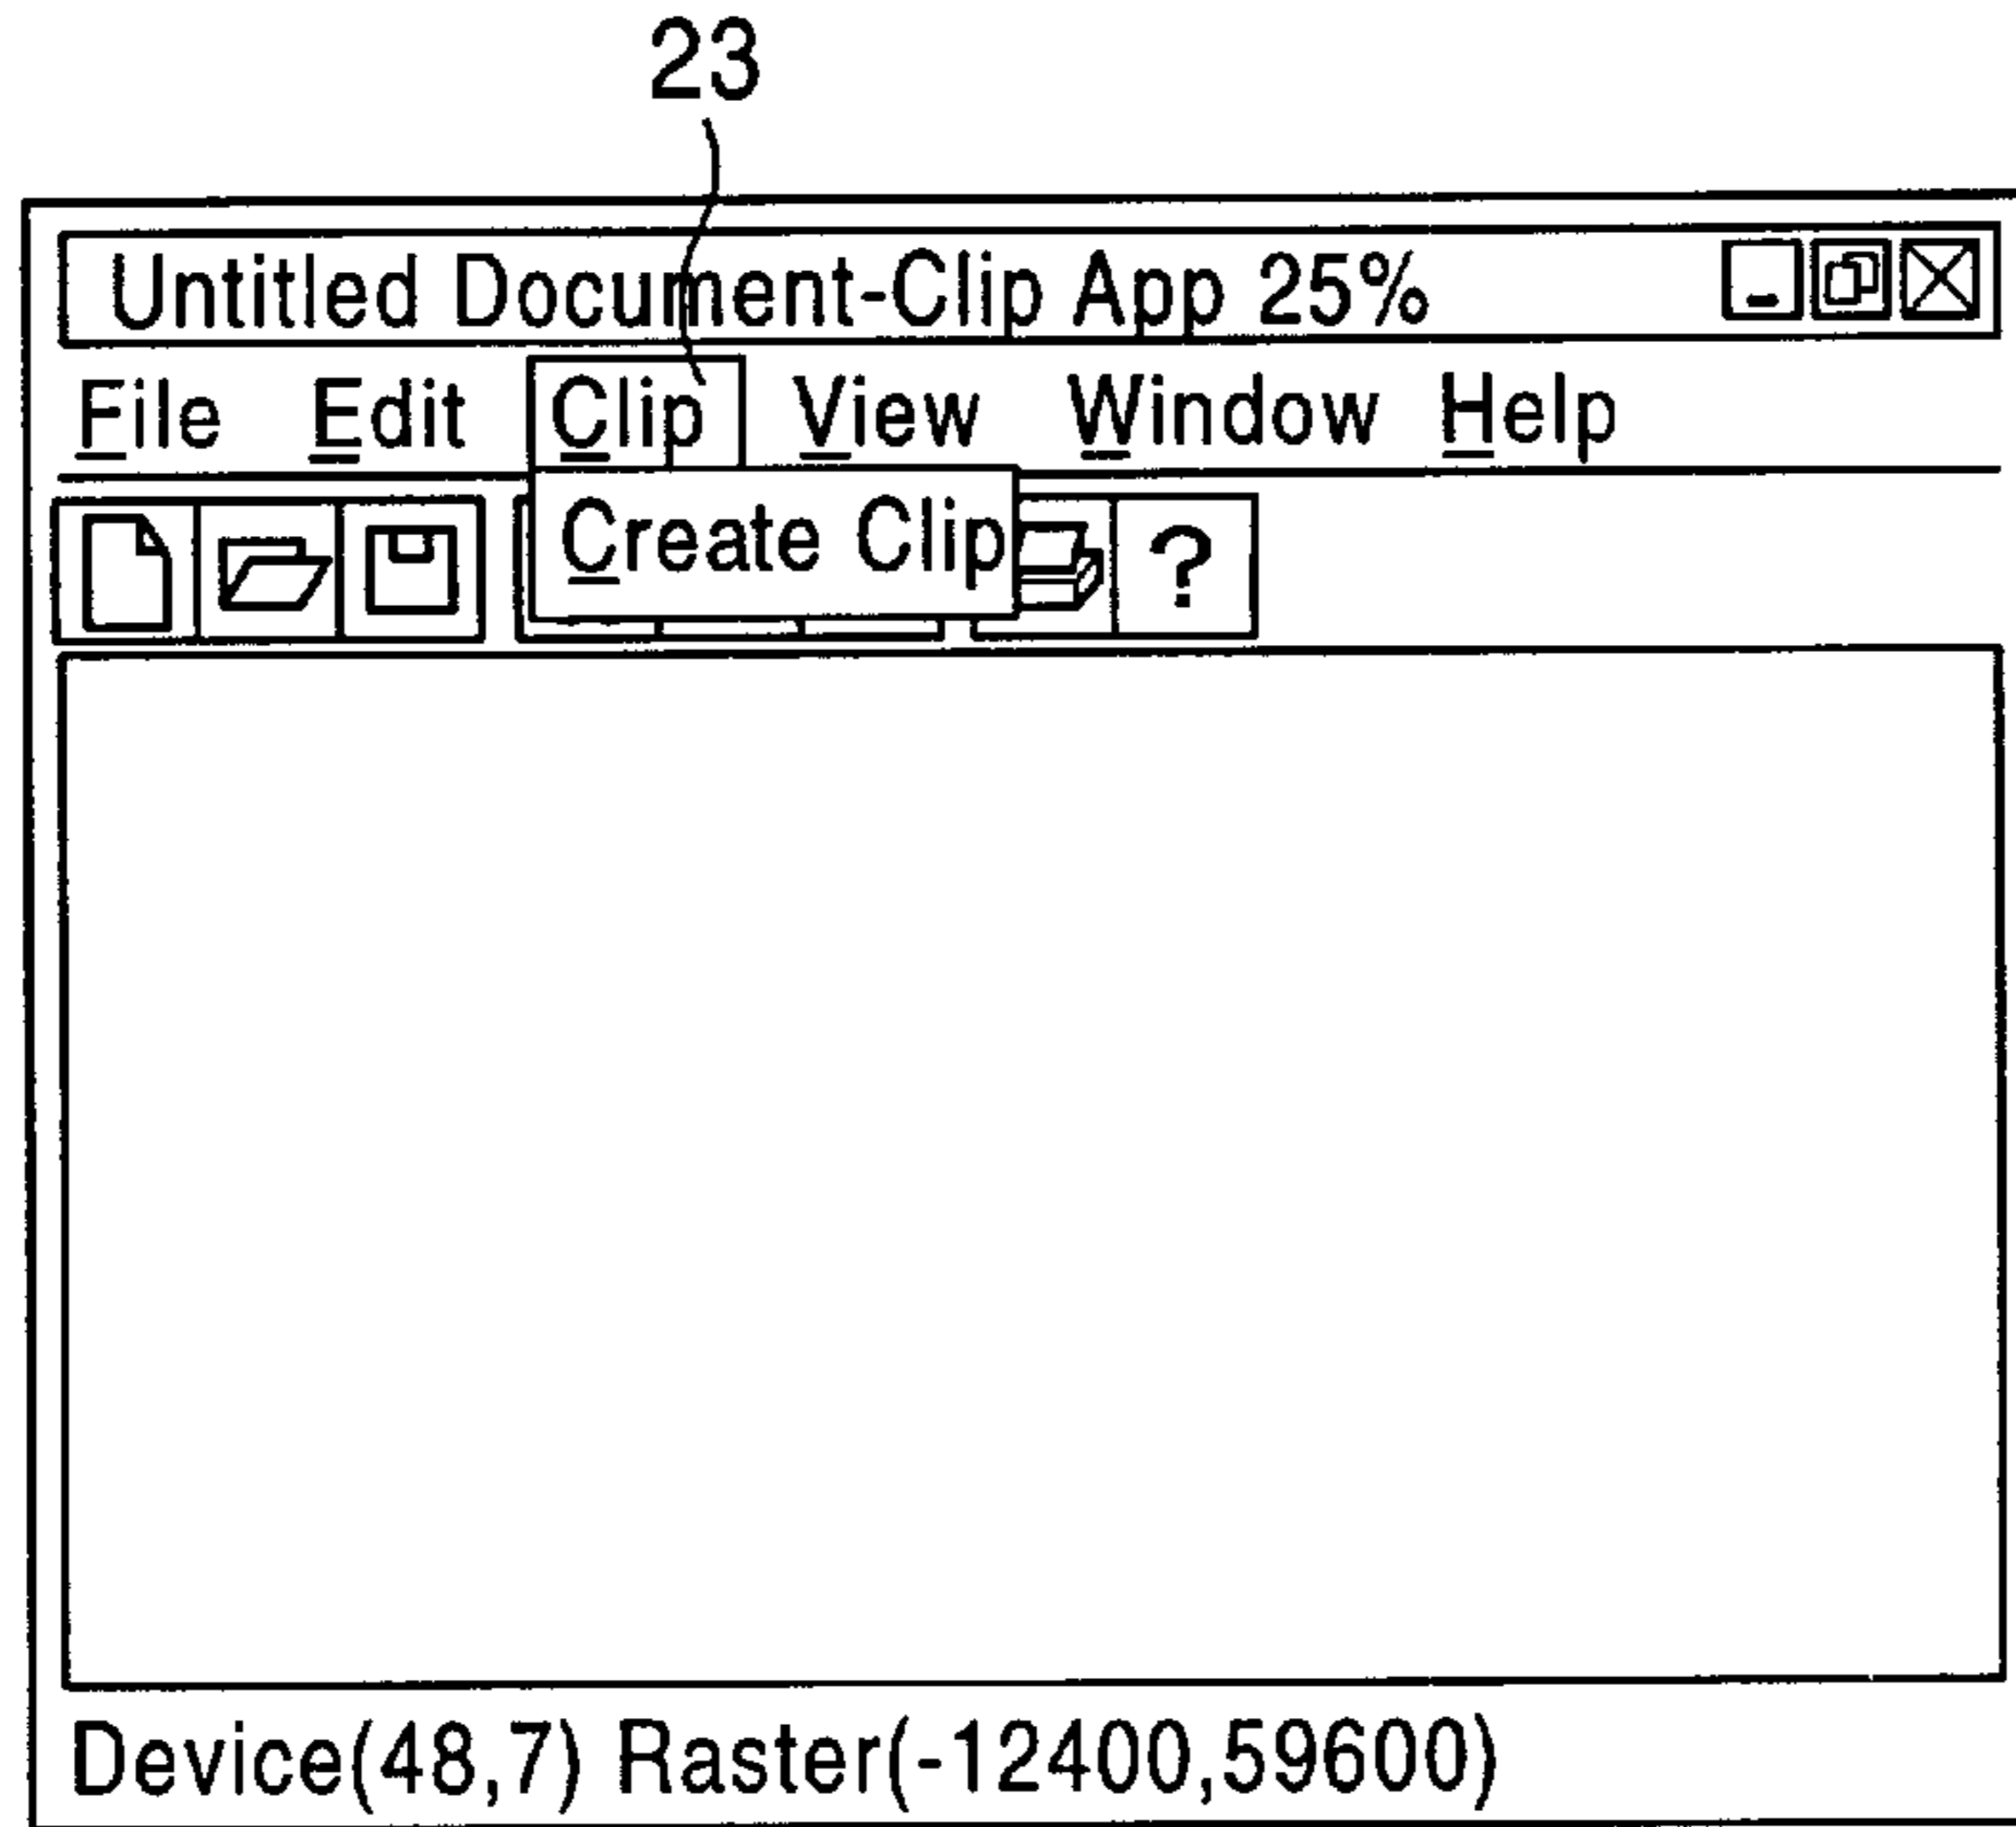 23
Untitled Document-Clip App 25%
File Edit Clip View Window Help
Create Clip
?
Device(48,7) Raster(-12400,59600)